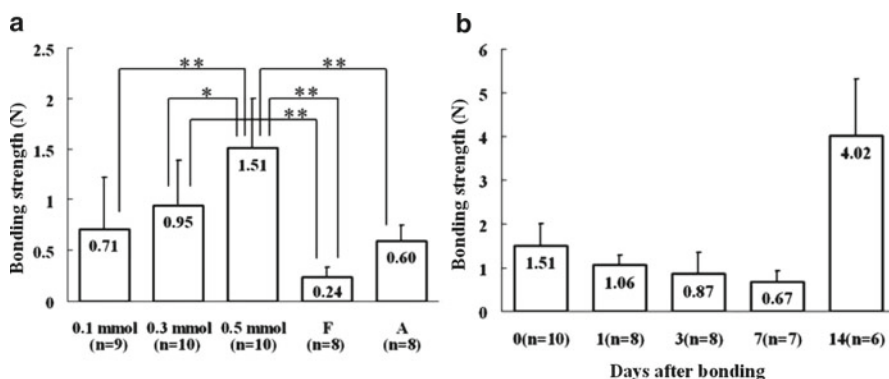 a
Bonding strength (N)
2.5
2
1.5
1
0.5
0
**
**
*
**
**
0.71
0.95
1.51
0.24
0.60
0.1 mmol
(n=9)
0.3 mmol
(n=10)
0.5 mmol
(n=10)
F
(n=8)
A
(n=8)
b
Bonding strength (N)
6
5
4
3
2
1
0
1.51
1.06
0.87
0.67
4.02
0(n=10)
1(n=8)
3(n=8)
7(n=7)
14(n=6)
Days after bonding